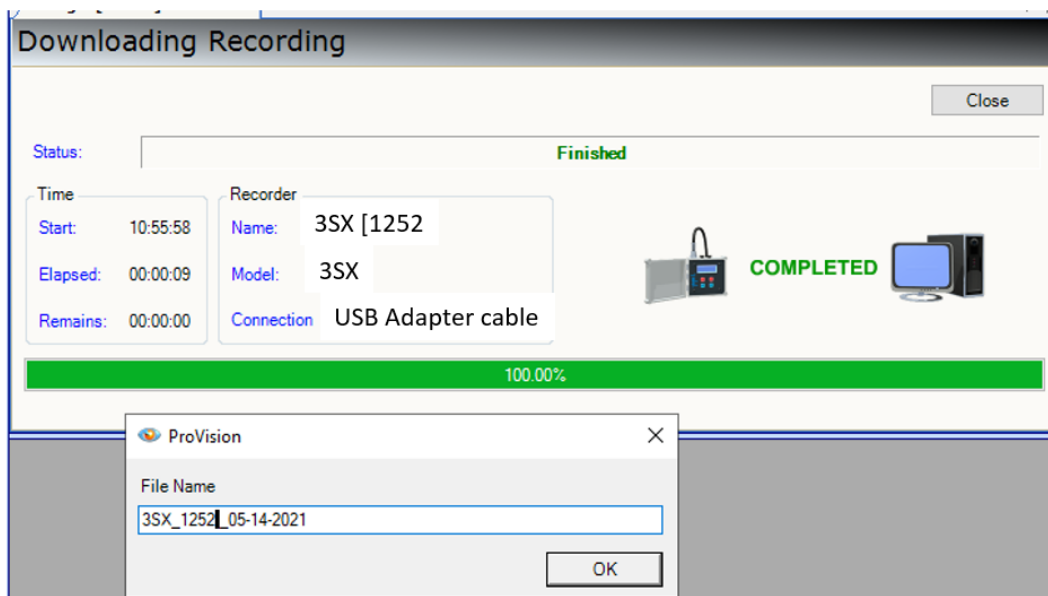 Downloading Recording
Close
Status: Finished
Time
Start: 10:55:58
Elapsed: 00:00:09
Remains: 00:00:00
Recorder
Name: 3SX [1252
Model: 3SX
Connection USB Adapter cable
COMPLETED
100.00%
ProVision
File Name
3SX_1252_05-14-2021
OK